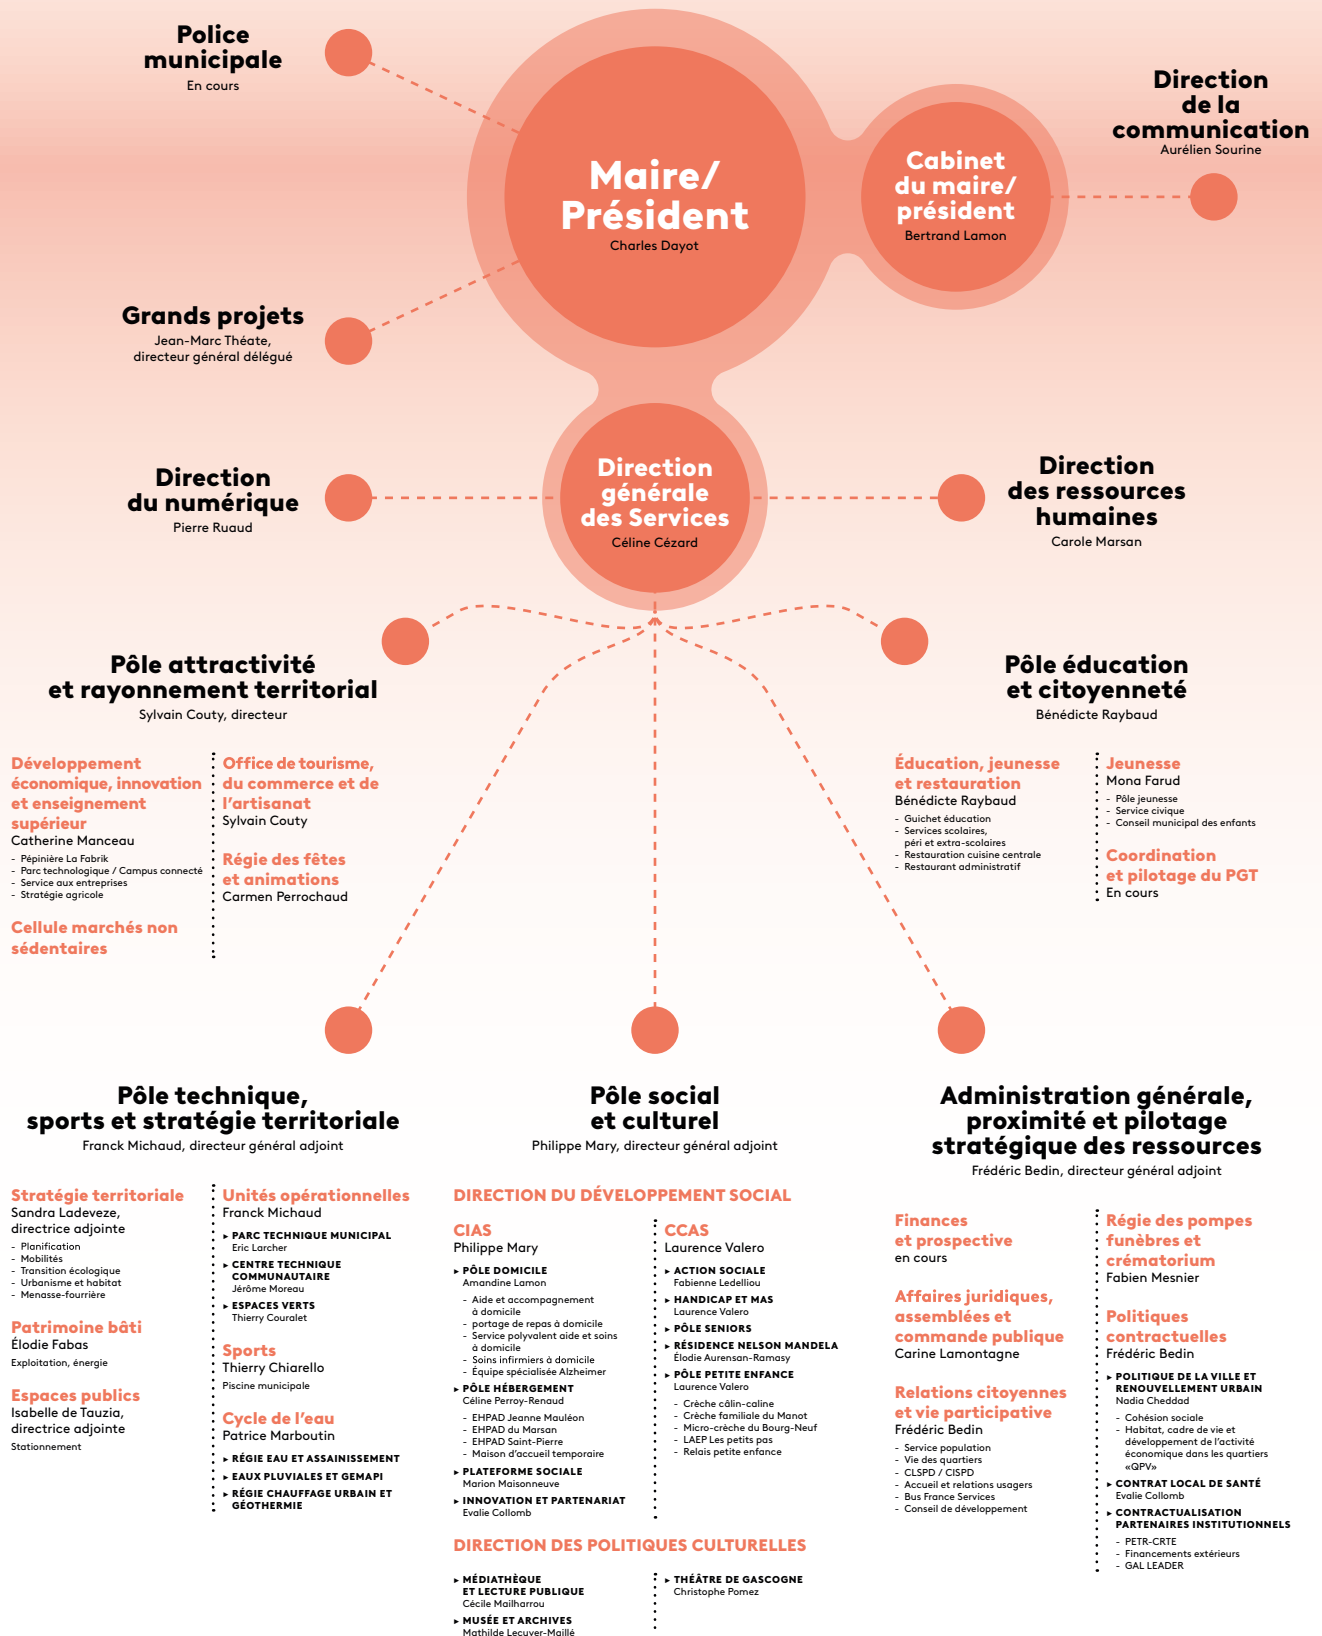 Police
municipale
En cours
Direction
de la
communication
Aurélien Sourine
Maire/
Président
Charles Dayot
Cabinet
du maire/
président
Bertrand Lamon
Grands projets
Jean-Marc Théate,
directeur général délégué
Direction
du numérique
Pierre Ruaud
Direction
générale
des Services
Céline Cézard
Direction
des ressources
humaines
Carole Marsan
Pôle attractivité
et rayonnement territorial
Sylvain Couty, directeur
Développement
économique, innovation
et enseignement
supérieur
Catherine Manceau
- Pépinière La Fabrik
- Parc technologique / Campus connecté
- Service aux entreprises
- Stratégie agricole
Cellule marchés non
sédentaires
Office de tourisme,
du commerce et de
l'artisanat
Sylvain Couty
Régie des fêtes
et animations
Carmen Perrochaud
Pôle éducation
et citoyenneté
Bénédicte Raybaud
Éducation, jeunesse
et restauration
Bénédicte Raybaud
- Guichet éducation
- Services scolaires,
péri et extra-scolaires
- Restauration cuisine centrale
- Restaurant administratif
Jeunesse
Mona Farud
- Pôle jeunesse
- Service civique
- Conseil municipal des enfants
Coordination
et pilotage du PGT
En cours
Pôle technique,
sports et stratégie territoriale
Franck Michaud, directeur général adjoint
Stratégie territoriale
Sandra Ladeveze,
directrice adjointe
- Planification
- Mobilités
- Transition écologique
- Urbanisme et habitat
- Menasse-fourrière
Patrimoine bâti
Élodie Fabas
Exploitation, énergie
Espaces publics
Isabelle de Tauzia,
directrice adjointe
Stationnement
Unités opérationnelles
Franck Michaud
▸ PARC TECHNIQUE MUNICIPAL
Eric Larcher
▸ CENTRE TECHNIQUE
COMMUNAUTAIRE
Jérôme Moreau
▸ ESPACES VERTS
Thierry Couralet
Sports
Thierry Chiarello
Piscine municipale
Cycle de l'eau
Patrice Marboutin
▸ RÉGIE EAU ET ASSAINISSEMENT
▸ EAUX PLUVIALES ET GEMAPI
▸ RÉGIE CHAUFFAGE URBAIN ET
GÉOTHERMIE
Pôle social
et culturel
Philippe Mary, directeur général adjoint
DIRECTION DU DÉVELOPPEMENT SOCIAL
CIAS
Philippe Mary
▸ PÔLE DOMICILE
Amandine Lamon
- Aide et accompagnement
à domicile
- portage de repas à domicile
- Service polyvalent aide et soins
à domicile
- Soins infirmiers à domicile
- Équipe spécialisée Alzheimer
▸ PÔLE HÉBERGEMENT
Céline Perroy-Renaud
- EHPAD Jeanne Mauléon
- EHPAD du Marsan
- EHPAD Saint-Pierre
- Maison d'accueil temporaire
▸ PLATEFORME SOCIALE
Marion Maisonneuve
▸ INNOVATION ET PARTENARIAT
Evalie Collomb
CCAS
Laurence Valero
▸ ACTION SOCIALE
Fabienne Ledelliou
▸ HANDICAP ET MAS
Laurence Valero
▸ PÔLE SENIORS
▸ RÉSIDENCE NELSON MANDELA
Élodie Aurensan-Ramasy
▸ PÔLE PETITE ENFANCE
Laurence Valero
- Crèche câlin-caline
- Crèche familiale du Manot
- Micro-crèche du Bourg-Neuf
- LAEP Les petits pas
- Relais petite enfance
DIRECTION DES POLITIQUES CULTURELLES
▸ MÉDIATHÈQUE
ET LECTURE PUBLIQUE
Cécile Mailharrou
▸ MUSÉE ET ARCHIVES
Mathilde Lecuyer-Maillé
▸ THÉÂTRE DE GASCOGNE
Christophe Pomez
Administration générale,
proximité et pilotage
stratégique des ressources
Frédéric Bedin, directeur général adjoint
Finances
et prospective
en cours
Affaires juridiques,
assemblées et
commande publique
Carine Lamontagne
Relations citoyennes
et vie participative
Frédéric Bedin
- Service population
- Vie des quartiers
- CLSPD / CISPD
- Accueil et relations usagers
- Bus France Services
- Conseil de développement
Régie des pompes
funèbres et
crématorium
Fabien Mesnier
Politiques
contractuelles
Frédéric Bedin
▸ POLITIQUE DE LA VILLE ET
RENOUVELLEMENT URBAIN
Nadia Cheddad
- Cohésion sociale
- Habitat, cadre de vie et
développement de l'activité
économique dans les quartiers
«QPV»
▸ CONTRAT LOCAL DE SANTÉ
Evalie Collomb
▸ CONTRACTUALISATION
PARTENAIRES INSTITUTIONNELS
- PETR-CRTE
- Financements extérieurs
- GAL LEADER